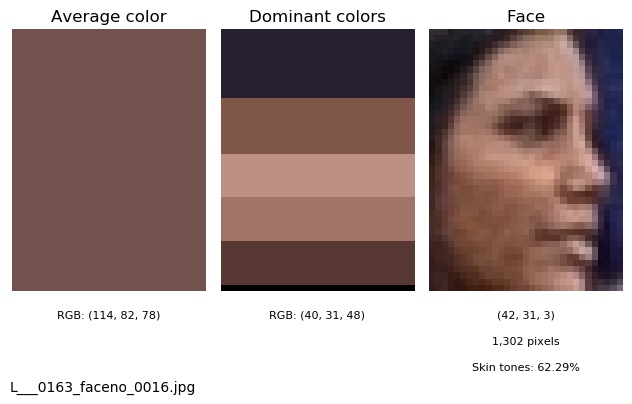 Average color
Dominant colors
Face
RGB: (114, 82, 78)
RGB: (40, 31, 48)
(42, 31, 3)
1,302 pixels
Skin tones: 62.29%
L___0163_faceno_0016.jpg